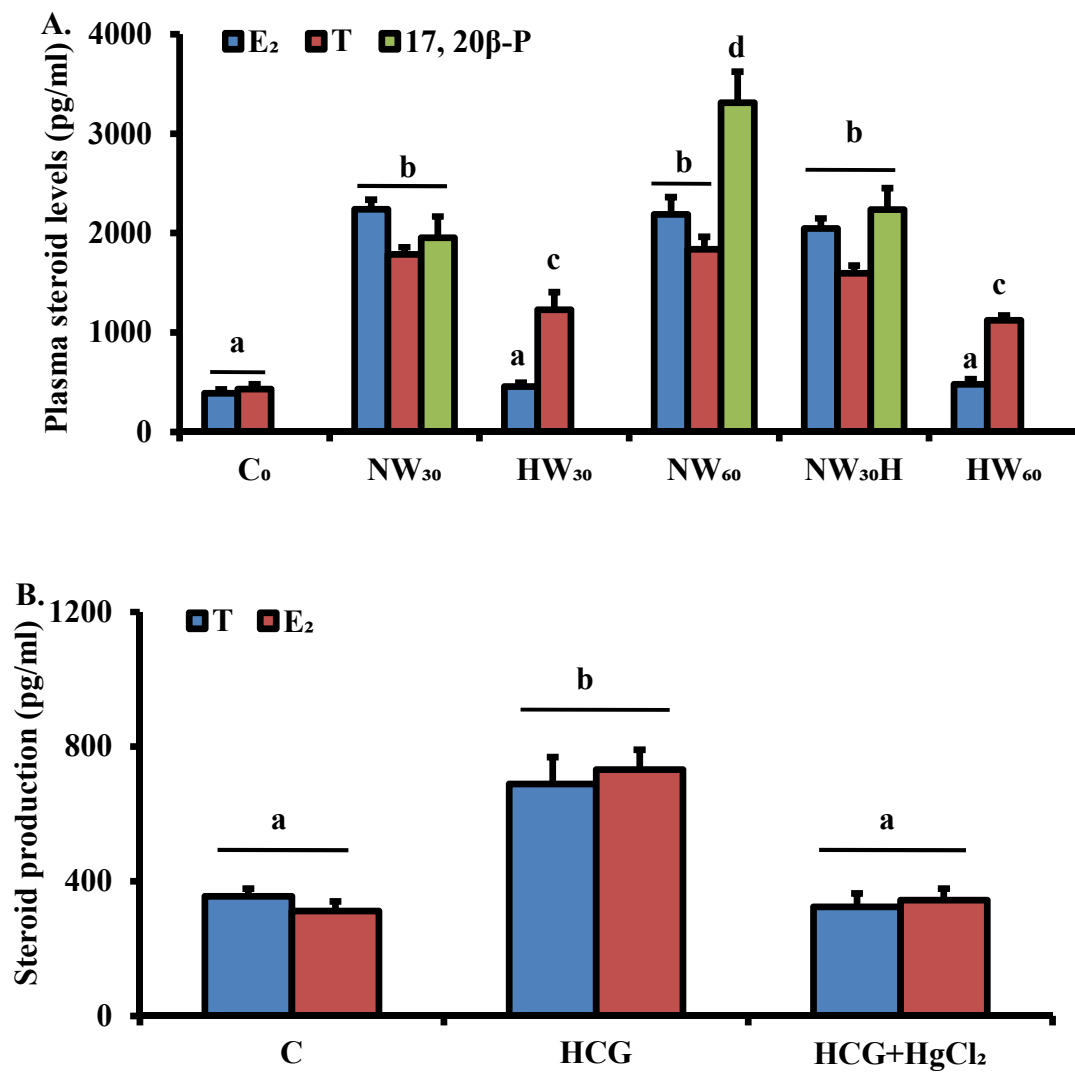 A.
Plasma steroid levels (pg/ml)
E₂ T 17, 20β-P
4000
3000
2000
1000
0
a
b
a
c
b
d
b
a
c
C₀ NW₃₀ HW₃₀ NW₆₀ NW₃₀H HW₆₀
B.
Steroid production (pg/ml)
T E₂
1200
800
400
0
a
b
a
C HCG HCG+HgCl₂